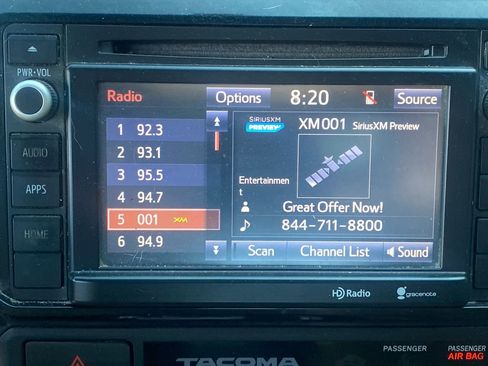 PWR•VOL
AUDIO
APPS
HOME
Radio Options 8:20 Source
1 92.3
2 93.1
3 95.5
4 94.7
5 001 XM
6 94.9
SIRIUSXM
PREVIEW
XM001 SiriusXM Preview
Entertainmen
t
Great Offer Now!
844-711-8800
Scan Channel List Sound
HD Radio gracenote
TACOMA
PASSENGER
PASSENGER
AIR BAG